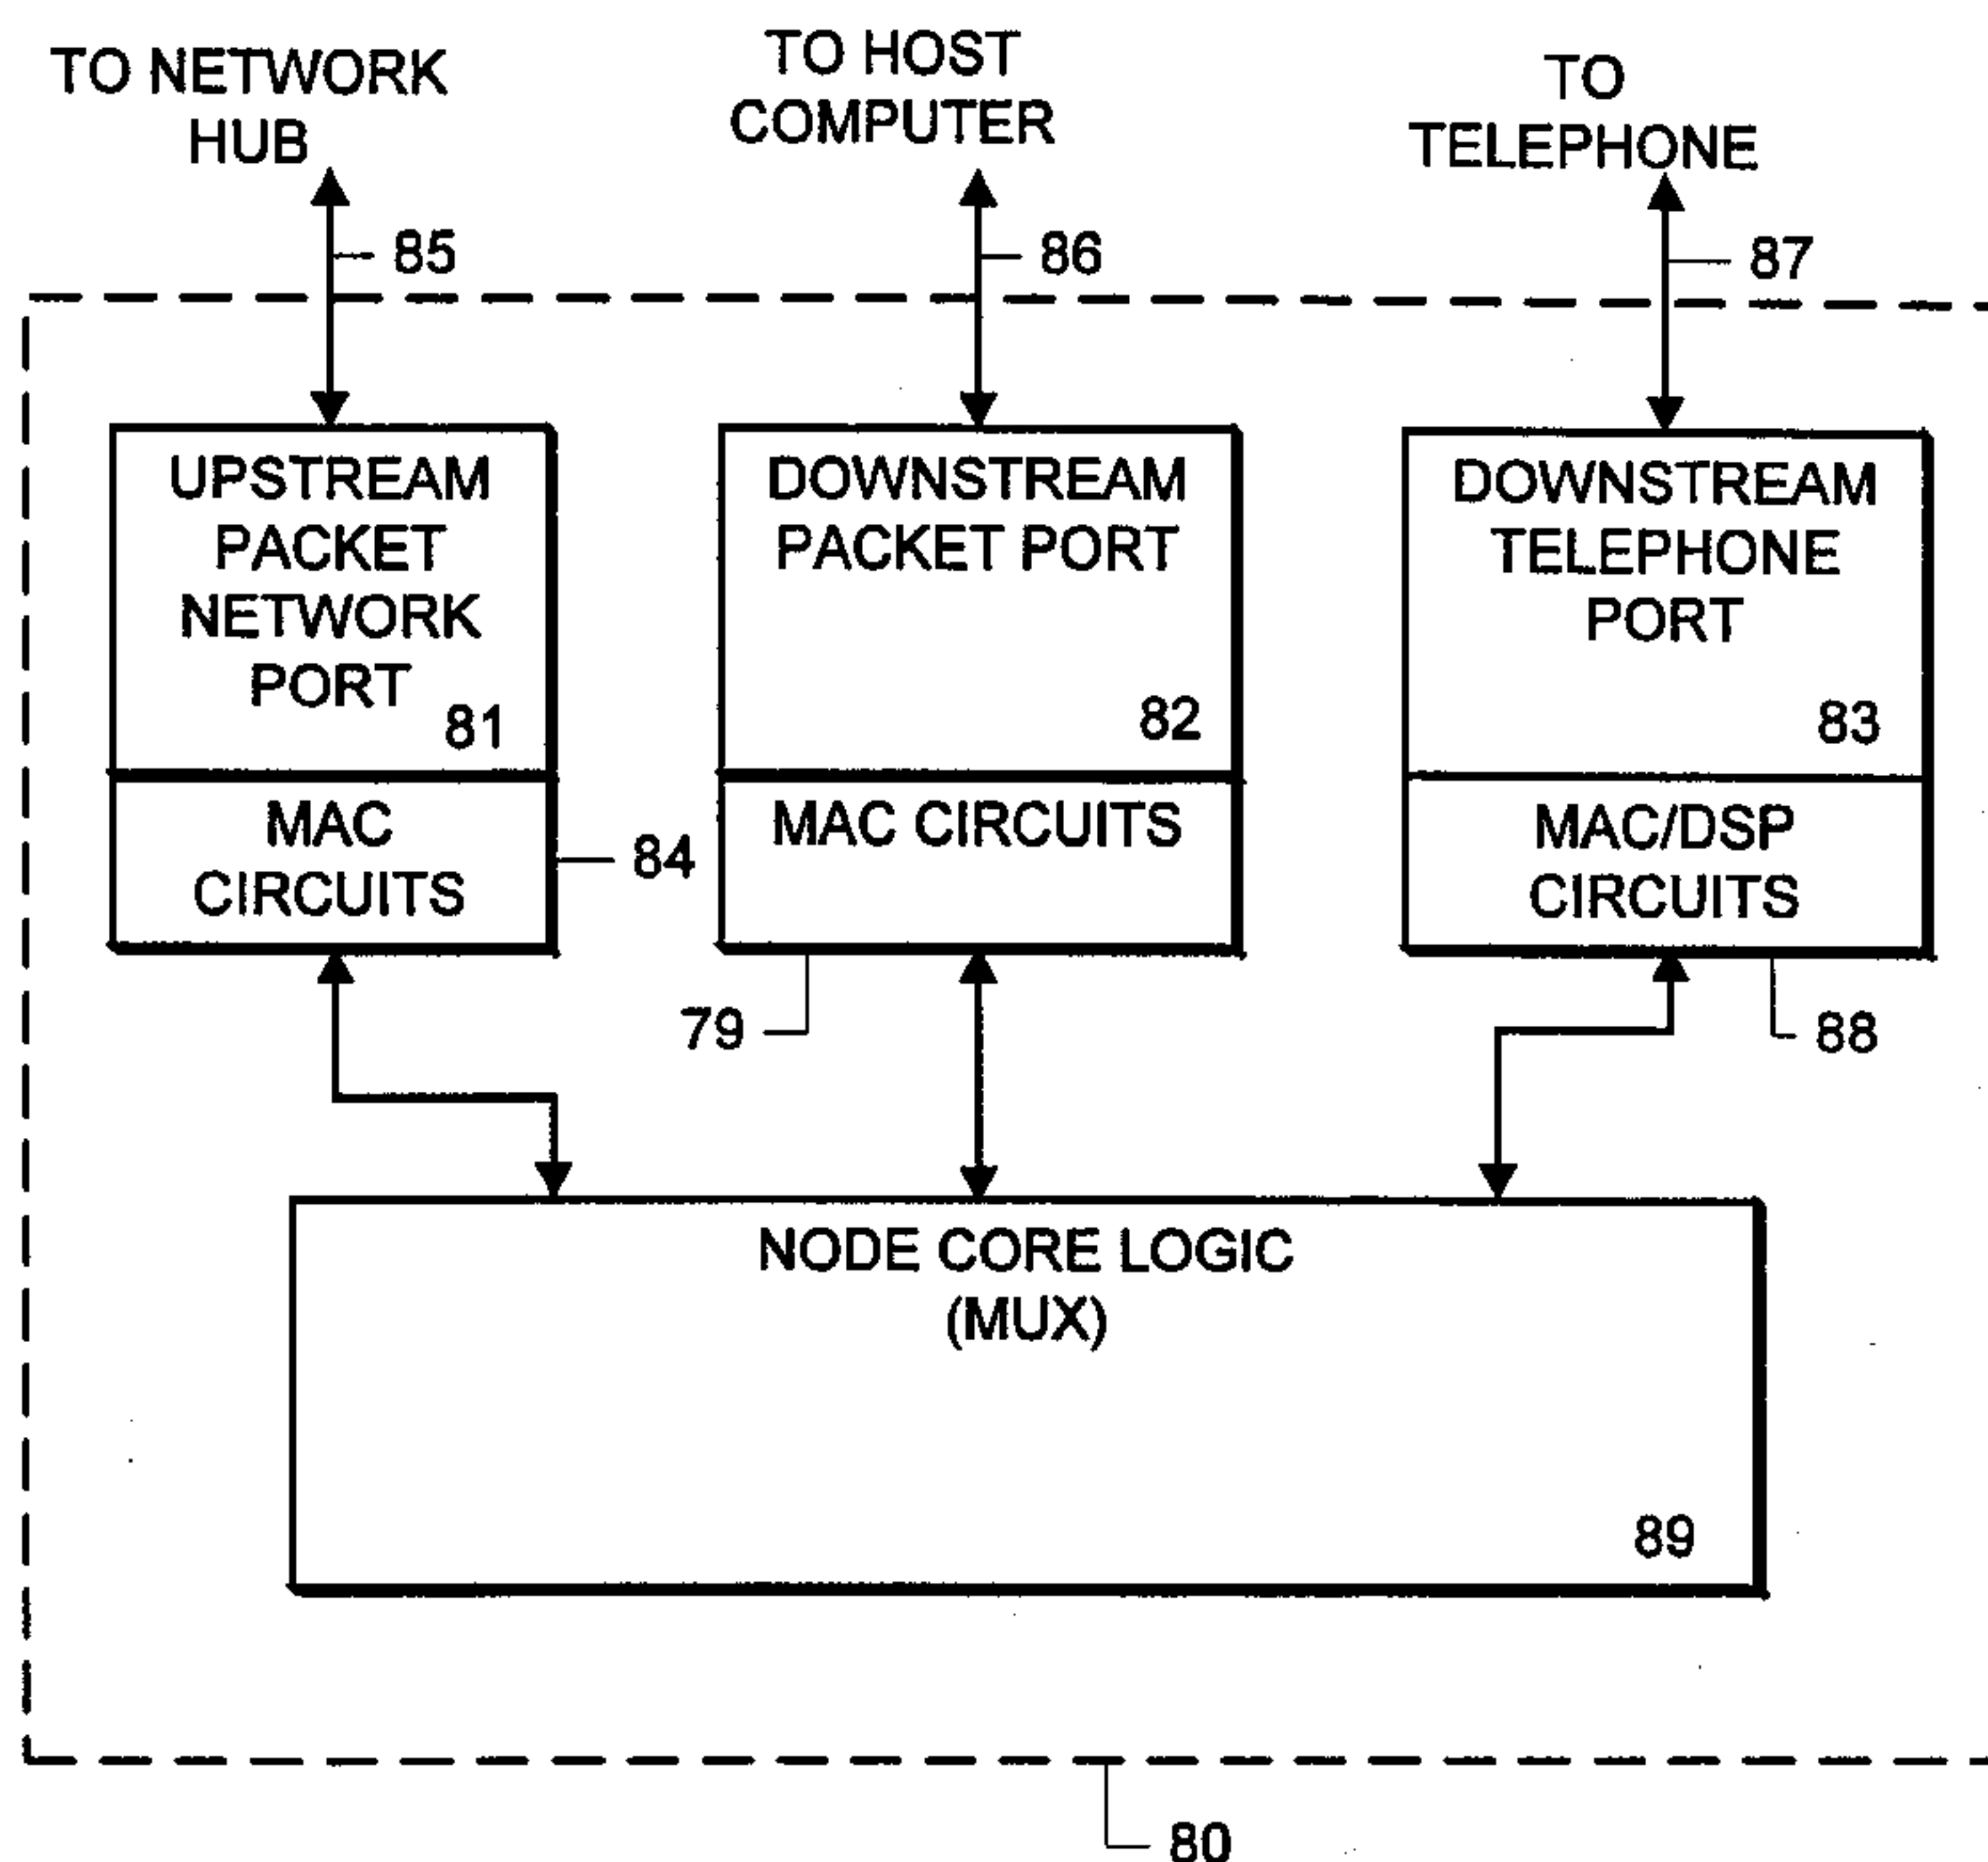 TO NETWORK
HUB
TO HOST
COMPUTER
TO
TELEPHONE
85
86
87
UPSTREAM
PACKET
NETWORK
PORT
81
DOWNSTREAM
PACKET PORT
82
DOWNSTREAM
TELEPHONE
PORT
83
MAC
CIRCUITS
84
MAC CIRCUITS
MAC/DSP
CIRCUITS
79
88
NODE CORE LOGIC
(MUX)
89
80